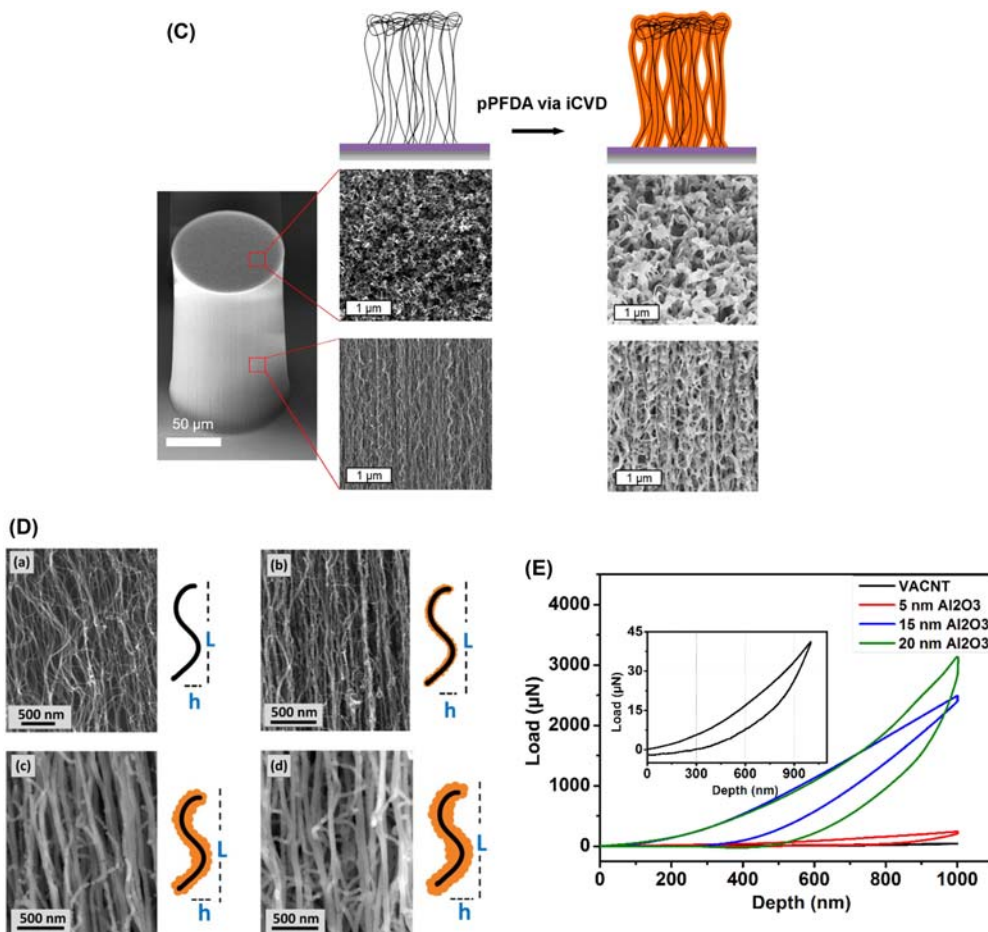 (C)
pPFDA via iCVD
50 µm
1 µm
1 µm
1 µm
1 µm
(D)
(a)
L
h
500 nm
(b)
L
h
500 nm
(c)
L
h
500 nm
(d)
L
h
500 nm
(E)
VACNT
5 nm Al2O3
15 nm Al2O3
20 nm Al2O3
Load (µN)
4000
3000
2000
1000
0
0 200 400 600 800 1000
Depth (nm)
Load (µN)
45
30
15
0
0 300 600 900
Depth (nm)